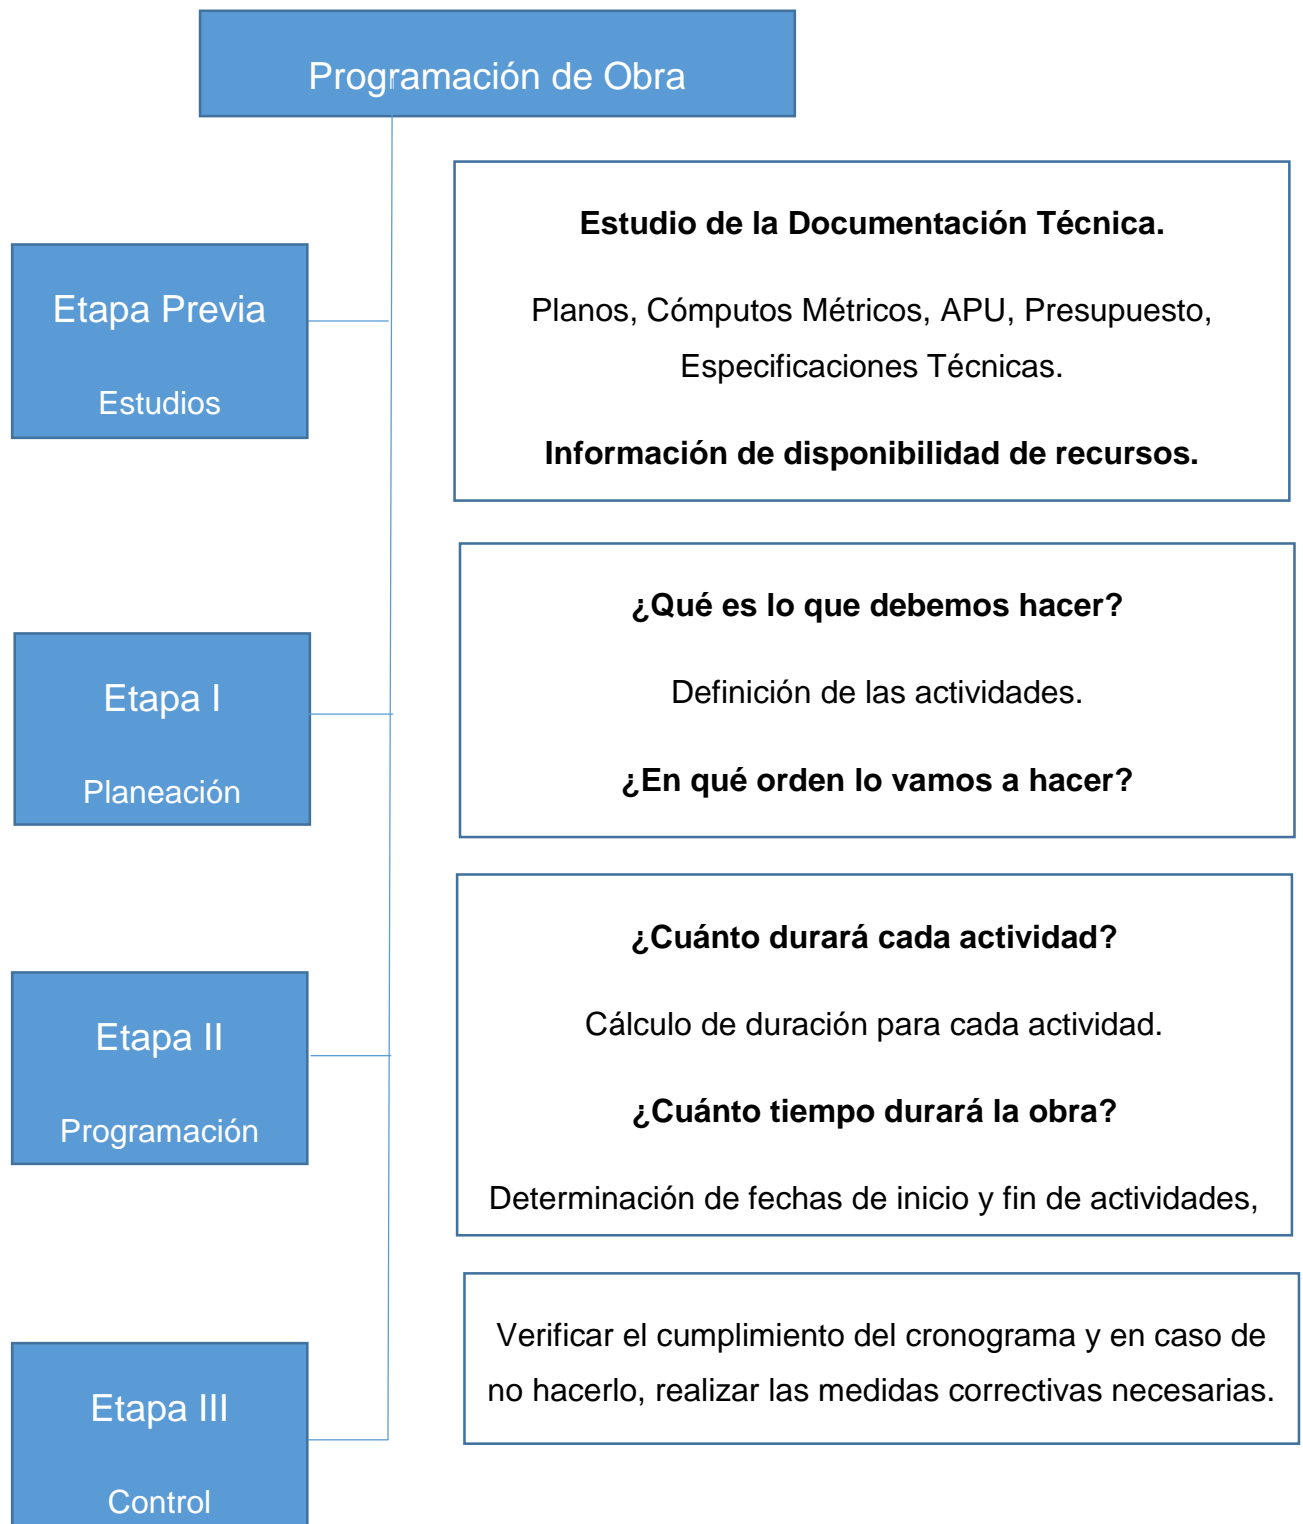 Programación de Obra
Etapa Previa
Estudios
Estudio de la Documentación Técnica.
Planos, Cómputos Métricos, APU, Presupuesto,
Especificaciones Técnicas.
Información de disponibilidad de recursos.
Etapa I
Planeación
¿Qué es lo que debemos hacer?
Definición de las actividades.
¿En qué orden lo vamos a hacer?
Etapa II
Programación
¿Cuánto durará cada actividad?
Cálculo de duración para cada actividad.
¿Cuánto tiempo durará la obra?
Determinación de fechas de inicio y fin de actividades,
Etapa III
Control
Verificar el cumplimiento del cronograma y en caso de
no hacerlo, realizar las medidas correctivas necesarias.